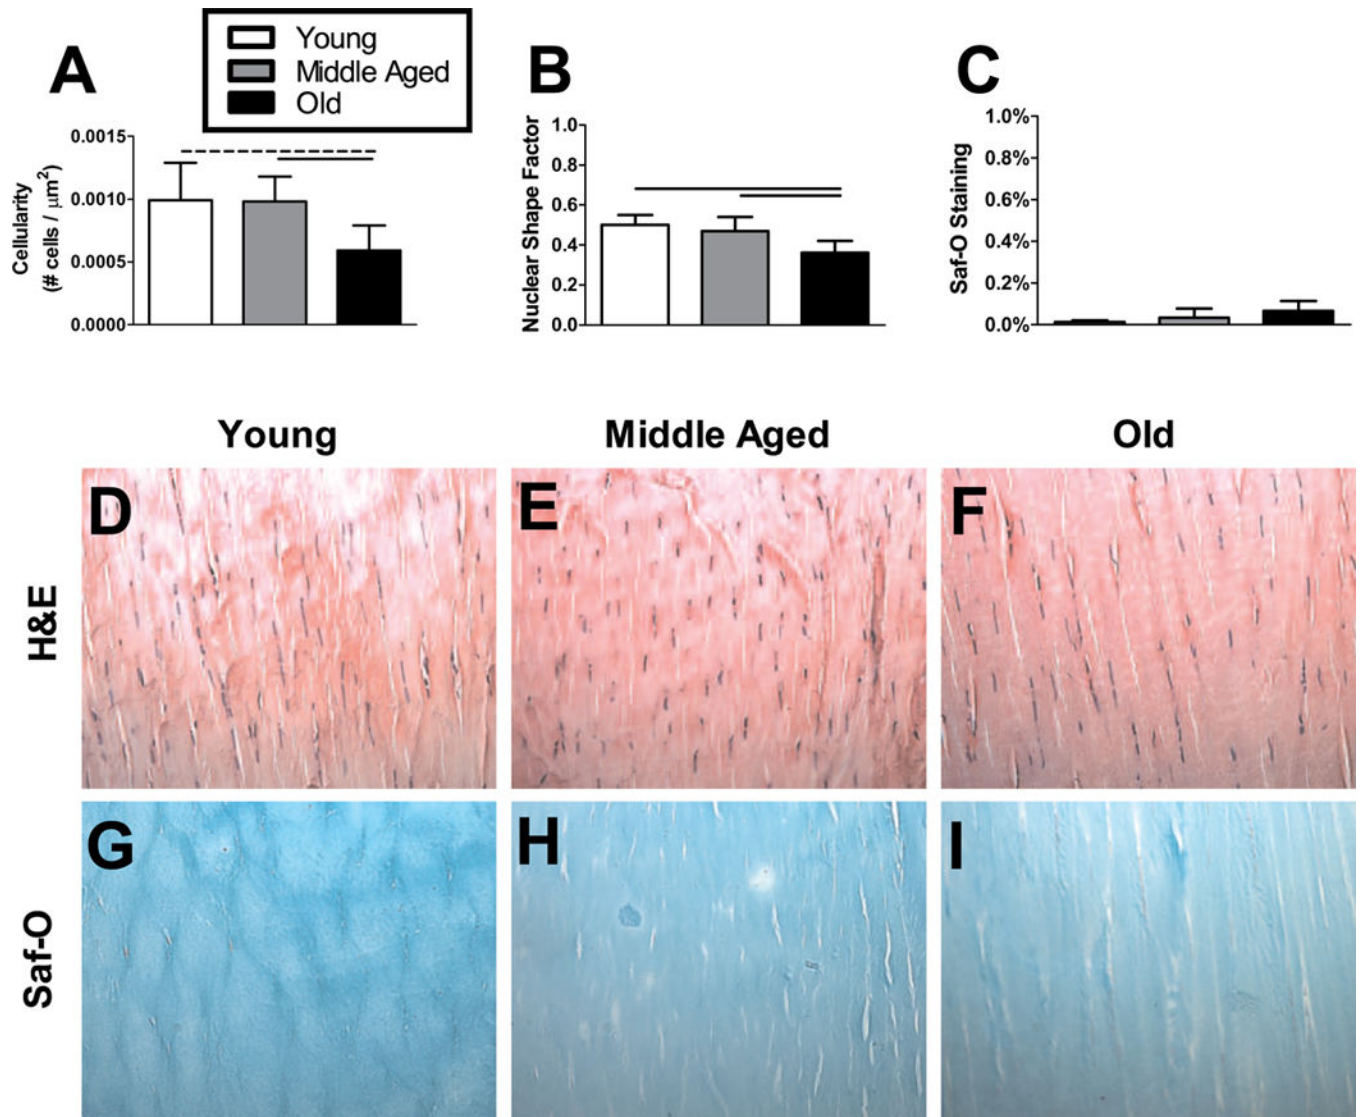 A
Young
Middle Aged
Old
Cellularity
(# cells / μm²)
0.0015
0.0010
0.0005
0.0000
B
Nuclear Shape Factor
1.0
0.8
0.6
0.4
0.2
0.0
C
Saf-O Staining
1.0%
0.8%
0.6%
0.4%
0.2%
0.0%
Young
Middle Aged
Old
H&E
D
E
F
Saf-O
G
H
I